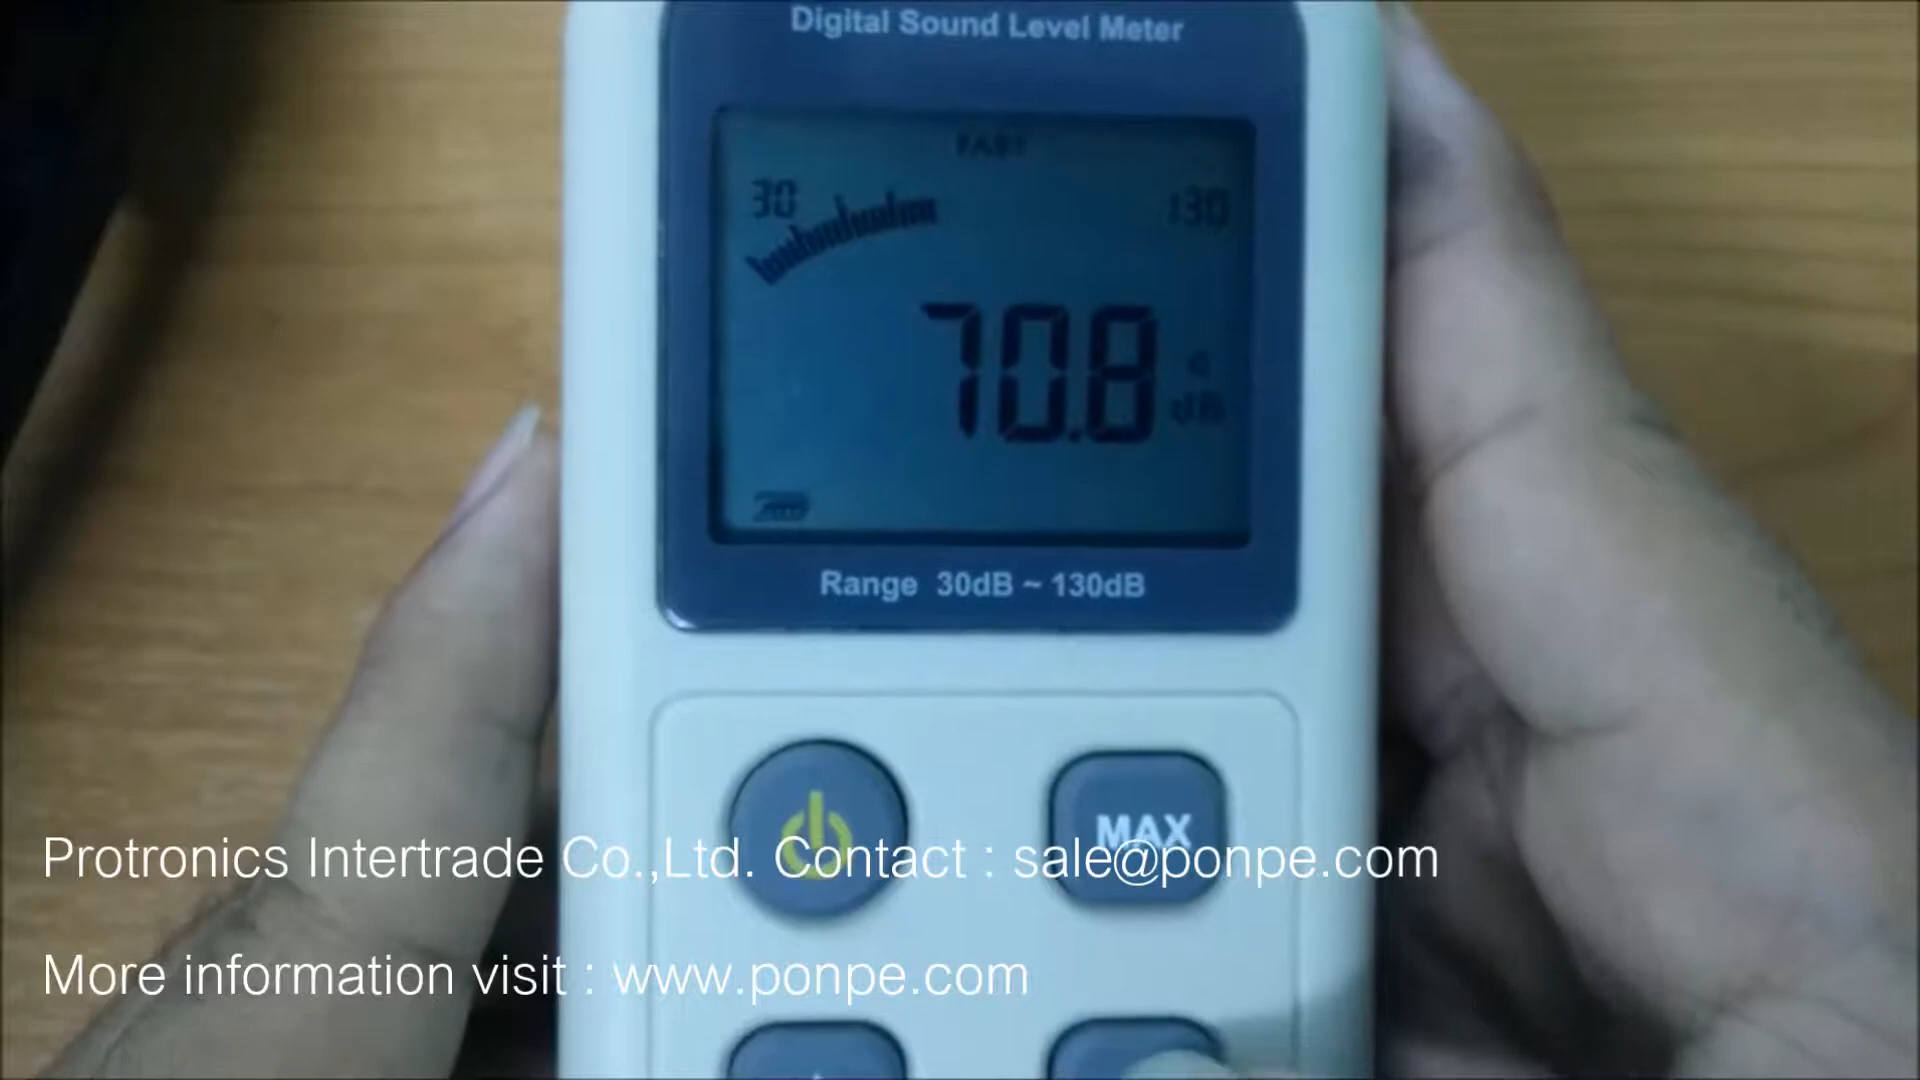 Digital Sound Level Meter
FAST
30 130
70.8
C
dB
Range 30dB ~ 130dB
MAX
Protronics Intertrade Co.,Ltd. Contact : sale@ponpe.com
More information visit : www.ponpe.com